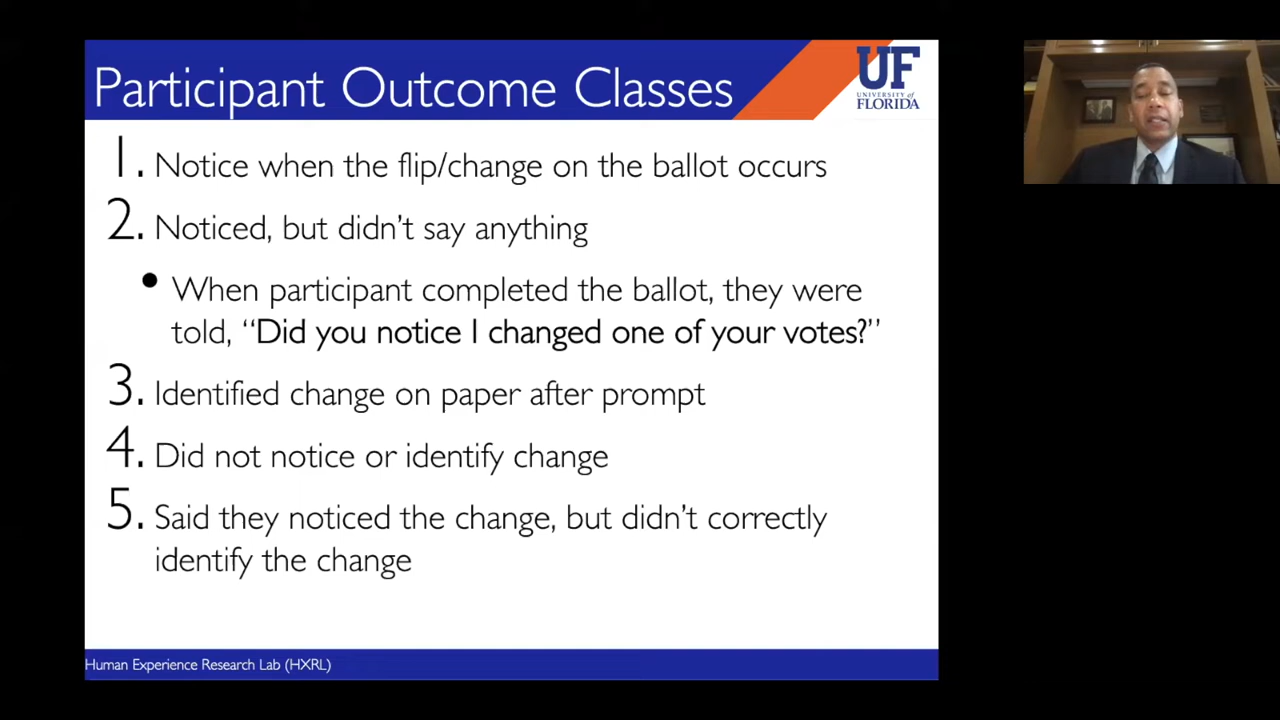 Participant Outcome Classes
UF
UNIVERSITY of
FLORIDA
1. Notice when the flip/change on the ballot occurs
2. Noticed, but didn't say anything
• When participant completed the ballot, they were
told, “Did you notice I changed one of your votes?”
3. Identified change on paper after prompt
4. Did not notice or identify change
5. Said they noticed the change, but didn't correctly
identify the change
Human Experience Research Lab (HXRL)